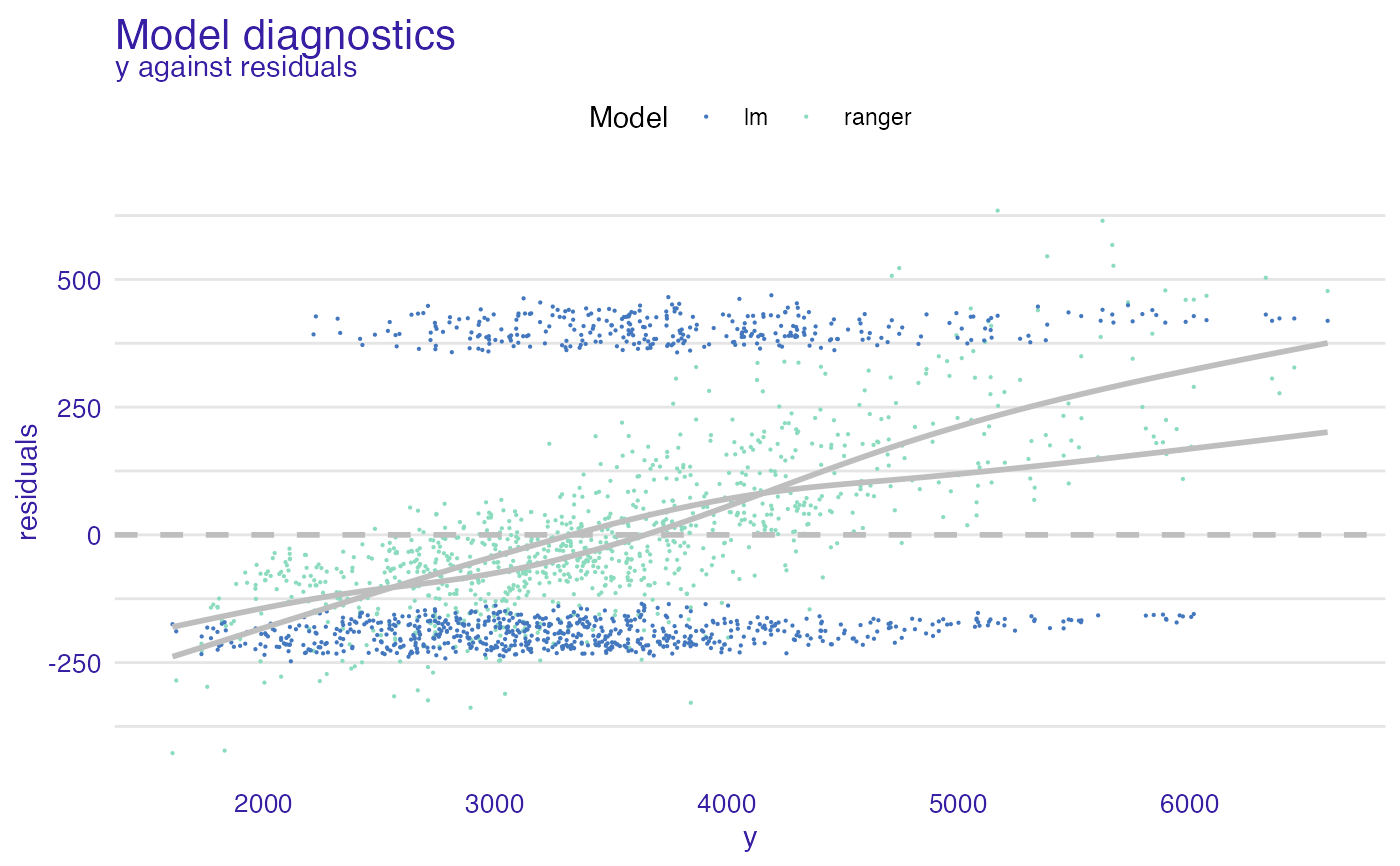 Model diagnostics
y against residuals
Model lm ranger
500
250
0
-250
residuals
2000 3000 4000 5000 6000
y